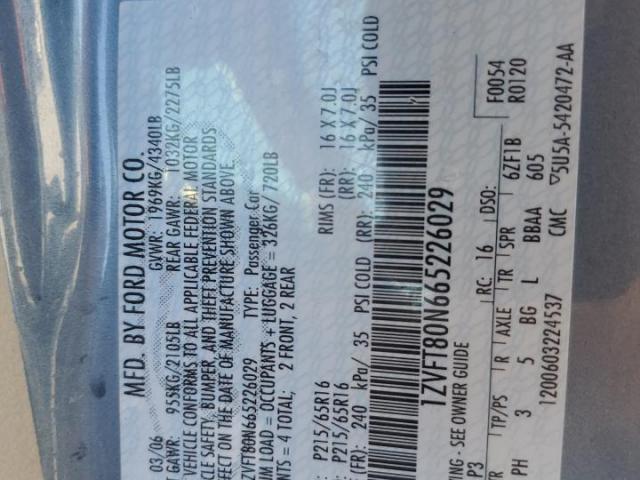 MFD. BY FORD MOTOR CO.
03/06 GVWR: 1969KG/4340LB
GAWR: 955KG/2105LB REAR GAWR: 1032KG/2275LB
VEHICLE CONFORMS TO ALL APPLICABLE FEDERAL MOTOR
SAFETY, BUMPER, AND THEFT PREVENTION STANDARDS
ON THE DATE OF MANUFACTURE SHOWN ABOVE.
ZVFT80N665226029 TYPE: Passenger Car
LOAD = OCCUPANTS + LUGGAGE = 326KG/ 720LB
= 4 TOTAL: 2 FRONT, 2 REAR
P215/65R16 RIMS (FR): 16 X 7.0J
P215/65R16 (RR): 16 X 7.0J
(FR): 240 kPa/ 35 PSI COLD (RR): 240 kPa/ 35 PSI COLD
1ZVFT80N665226029
- SEE OWNER GUIDE
P3 RC: 16 DSO: F0054
TP/PS R AXLE TR SPR 6ZF1B R0120
PH 3 5 BG L BBAA 605
1200603224537 CMC 5U5A-5420472-AA